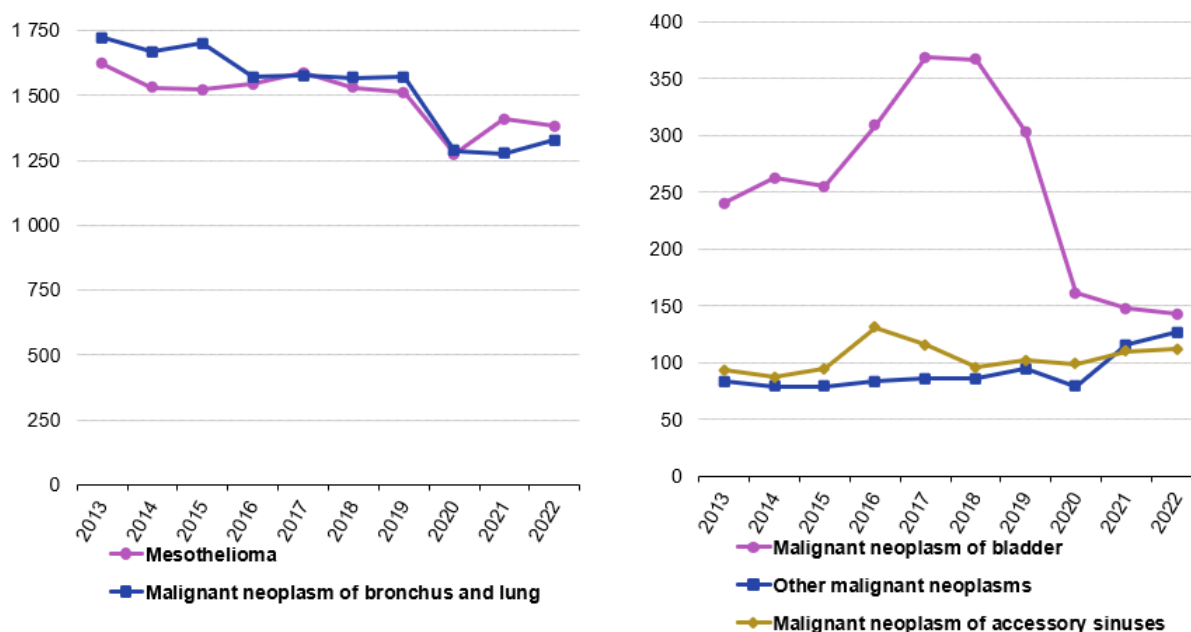 1 750
1 500
1 250
1 000
750
500
250
0
2013 2014 2015 2016 2017 2018 2019 2020 2021 2022
Mesothelioma
Malignant neoplasm of bronchus and lung
400
350
300
250
200
150
100
50
0
2013 2014 2015 2016 2017 2018 2019 2020 2021 2022
Malignant neoplasm of bladder
Other malignant neoplasms
Malignant neoplasm of accessory sinuses